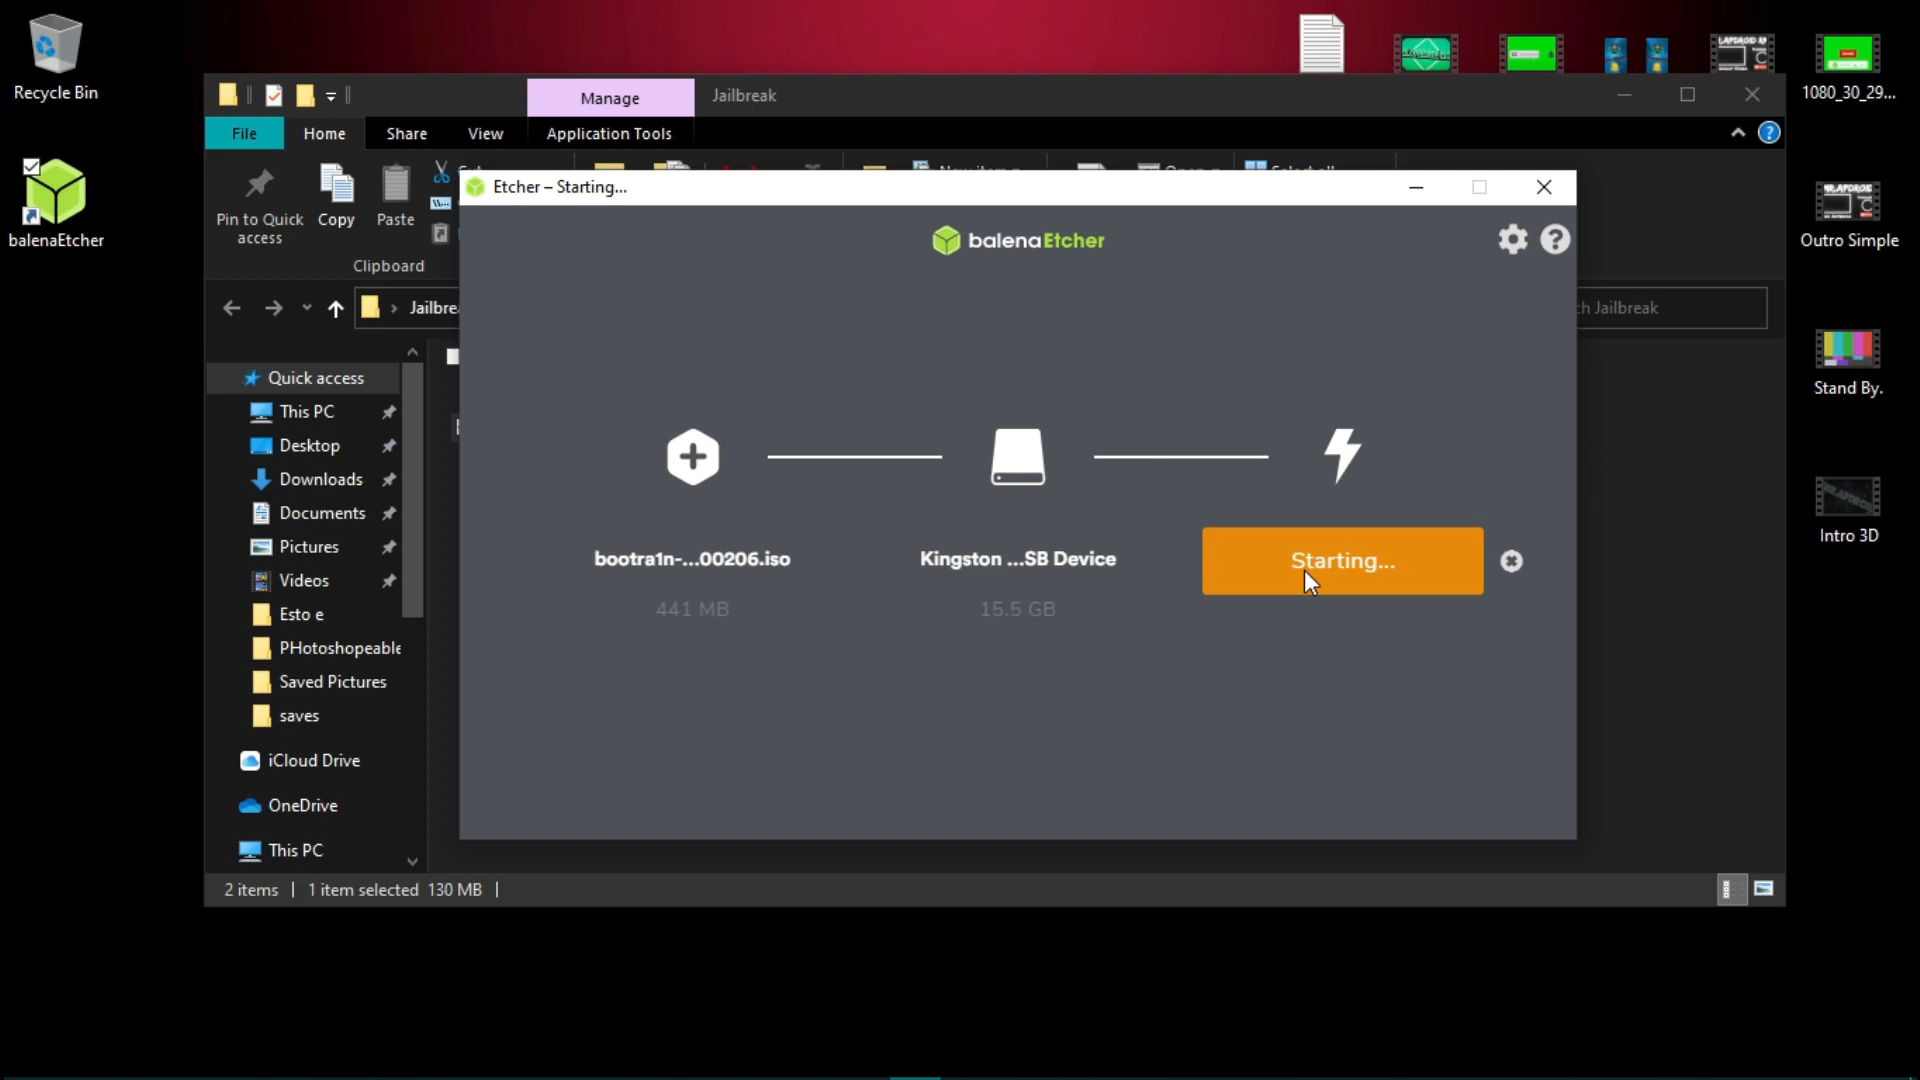 Recycle Bin
balenaEtcher
Manage
Jailbreak
File
Home
Share
View
Application Tools
Pin to Quick access
Copy
Paste
Clipboard
Etcher – Starting...
balenaEtcher
Jailbre
ch Jailbreak
Quick access
This PC
Desktop
Downloads
Documents
Pictures
Videos
Esto e
PHotoshopeable
Saved Pictures
saves
iCloud Drive
OneDrive
This PC
bootra1n-...00206.iso
441 MB
Kingston ...SB Device
15.5 GB
Starting...
2 items
1 item selected 130 MB
1080_30_29...
Outro Simple
Stand By.
Intro 3D